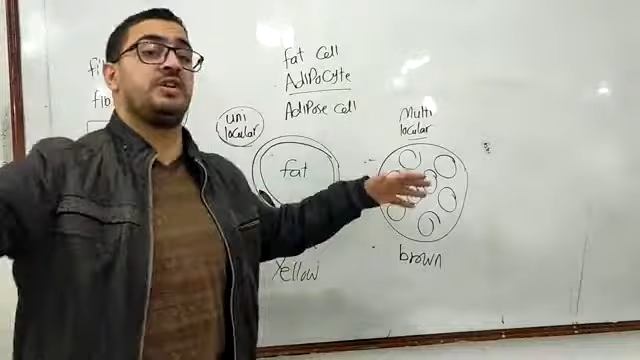 fat cell
AdiPocyte
AdiPose cell
uni
locular
Multi
locular
fat
Yellow
brown